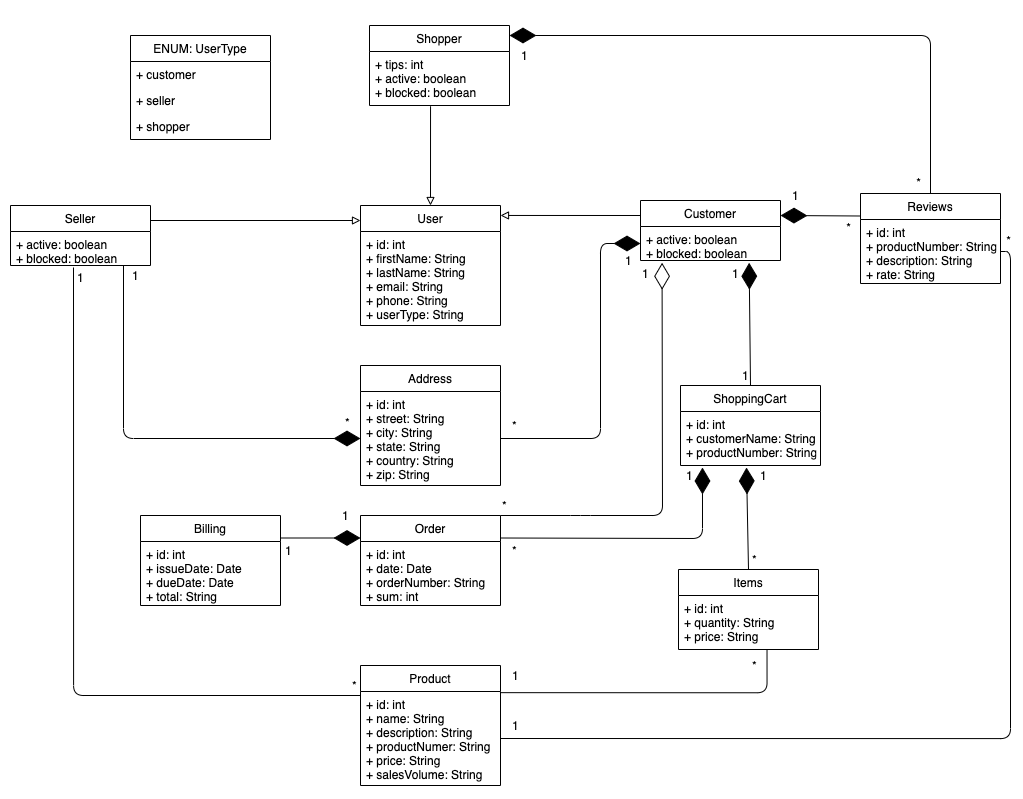 ENUM: UserType
+ customer
+ seller
+ shopper
Shopper
+ tips: int
+ active: boolean
+ blocked: boolean
1
*
Seller
+ active: boolean
+ blocked: boolean
1
1
User
+ id: int
+ firstName: String
+ lastName: String
+ email: String
+ phone: String
+ userType: String
Customer
+ active: boolean
+ blocked: boolean
1
*
1
1
1
Reviews
+ id: int
+ productNumber: String
+ description: String
+ rate: String
*
Address
+ id: int
+ street: String
+ city: String
+ state: String
+ country: String
+ zip: String
*
*
1
ShoppingCart
+ id: int
+ customerName: String
+ productNumber: String
1
1
Billing
+ id: int
+ issueDate: Date
+ dueDate: Date
+ total: String
1
1
Order
+ id: int
+ date: Date
+ orderNumber: String
+ sum: int
*
*
*
Items
+ id: int
+ quantity: String
+ price: String
*
Product
+ id: int
+ name: String
+ description: String
+ productNumer: String
+ price: String
+ salesVolume: String
*
1
1